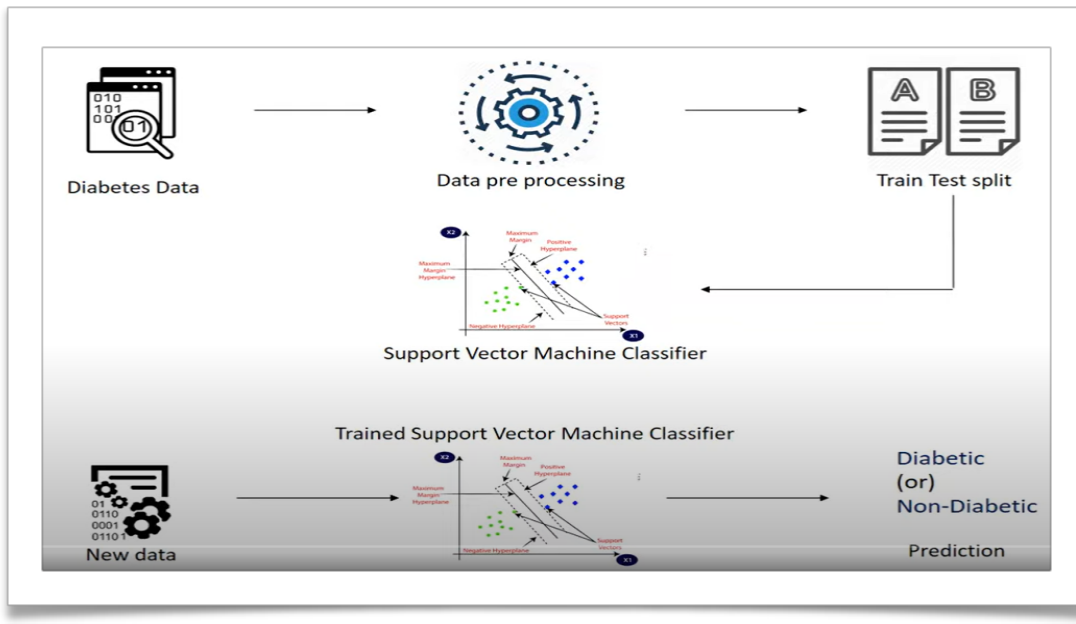 010
101
001
01
Diabetes Data
Data pre processing
A
B
Train Test split
X2
Maximum
Margin
Positive
Hyperplane
Maximum
Margin
Hyperplane
Support
Vectors
Negative Hyperplane
X1
Support Vector Machine Classifier
Trained Support Vector Machine Classifier
01
0110
0001
01101
New data
X2
Maximum
Margin
Positive
Hyperplane
Maximum
Margin
Hyperplane
Support
Vectors
Negative Hyperplane
X1
Diabetic
(or)
Non-Diabetic
Prediction